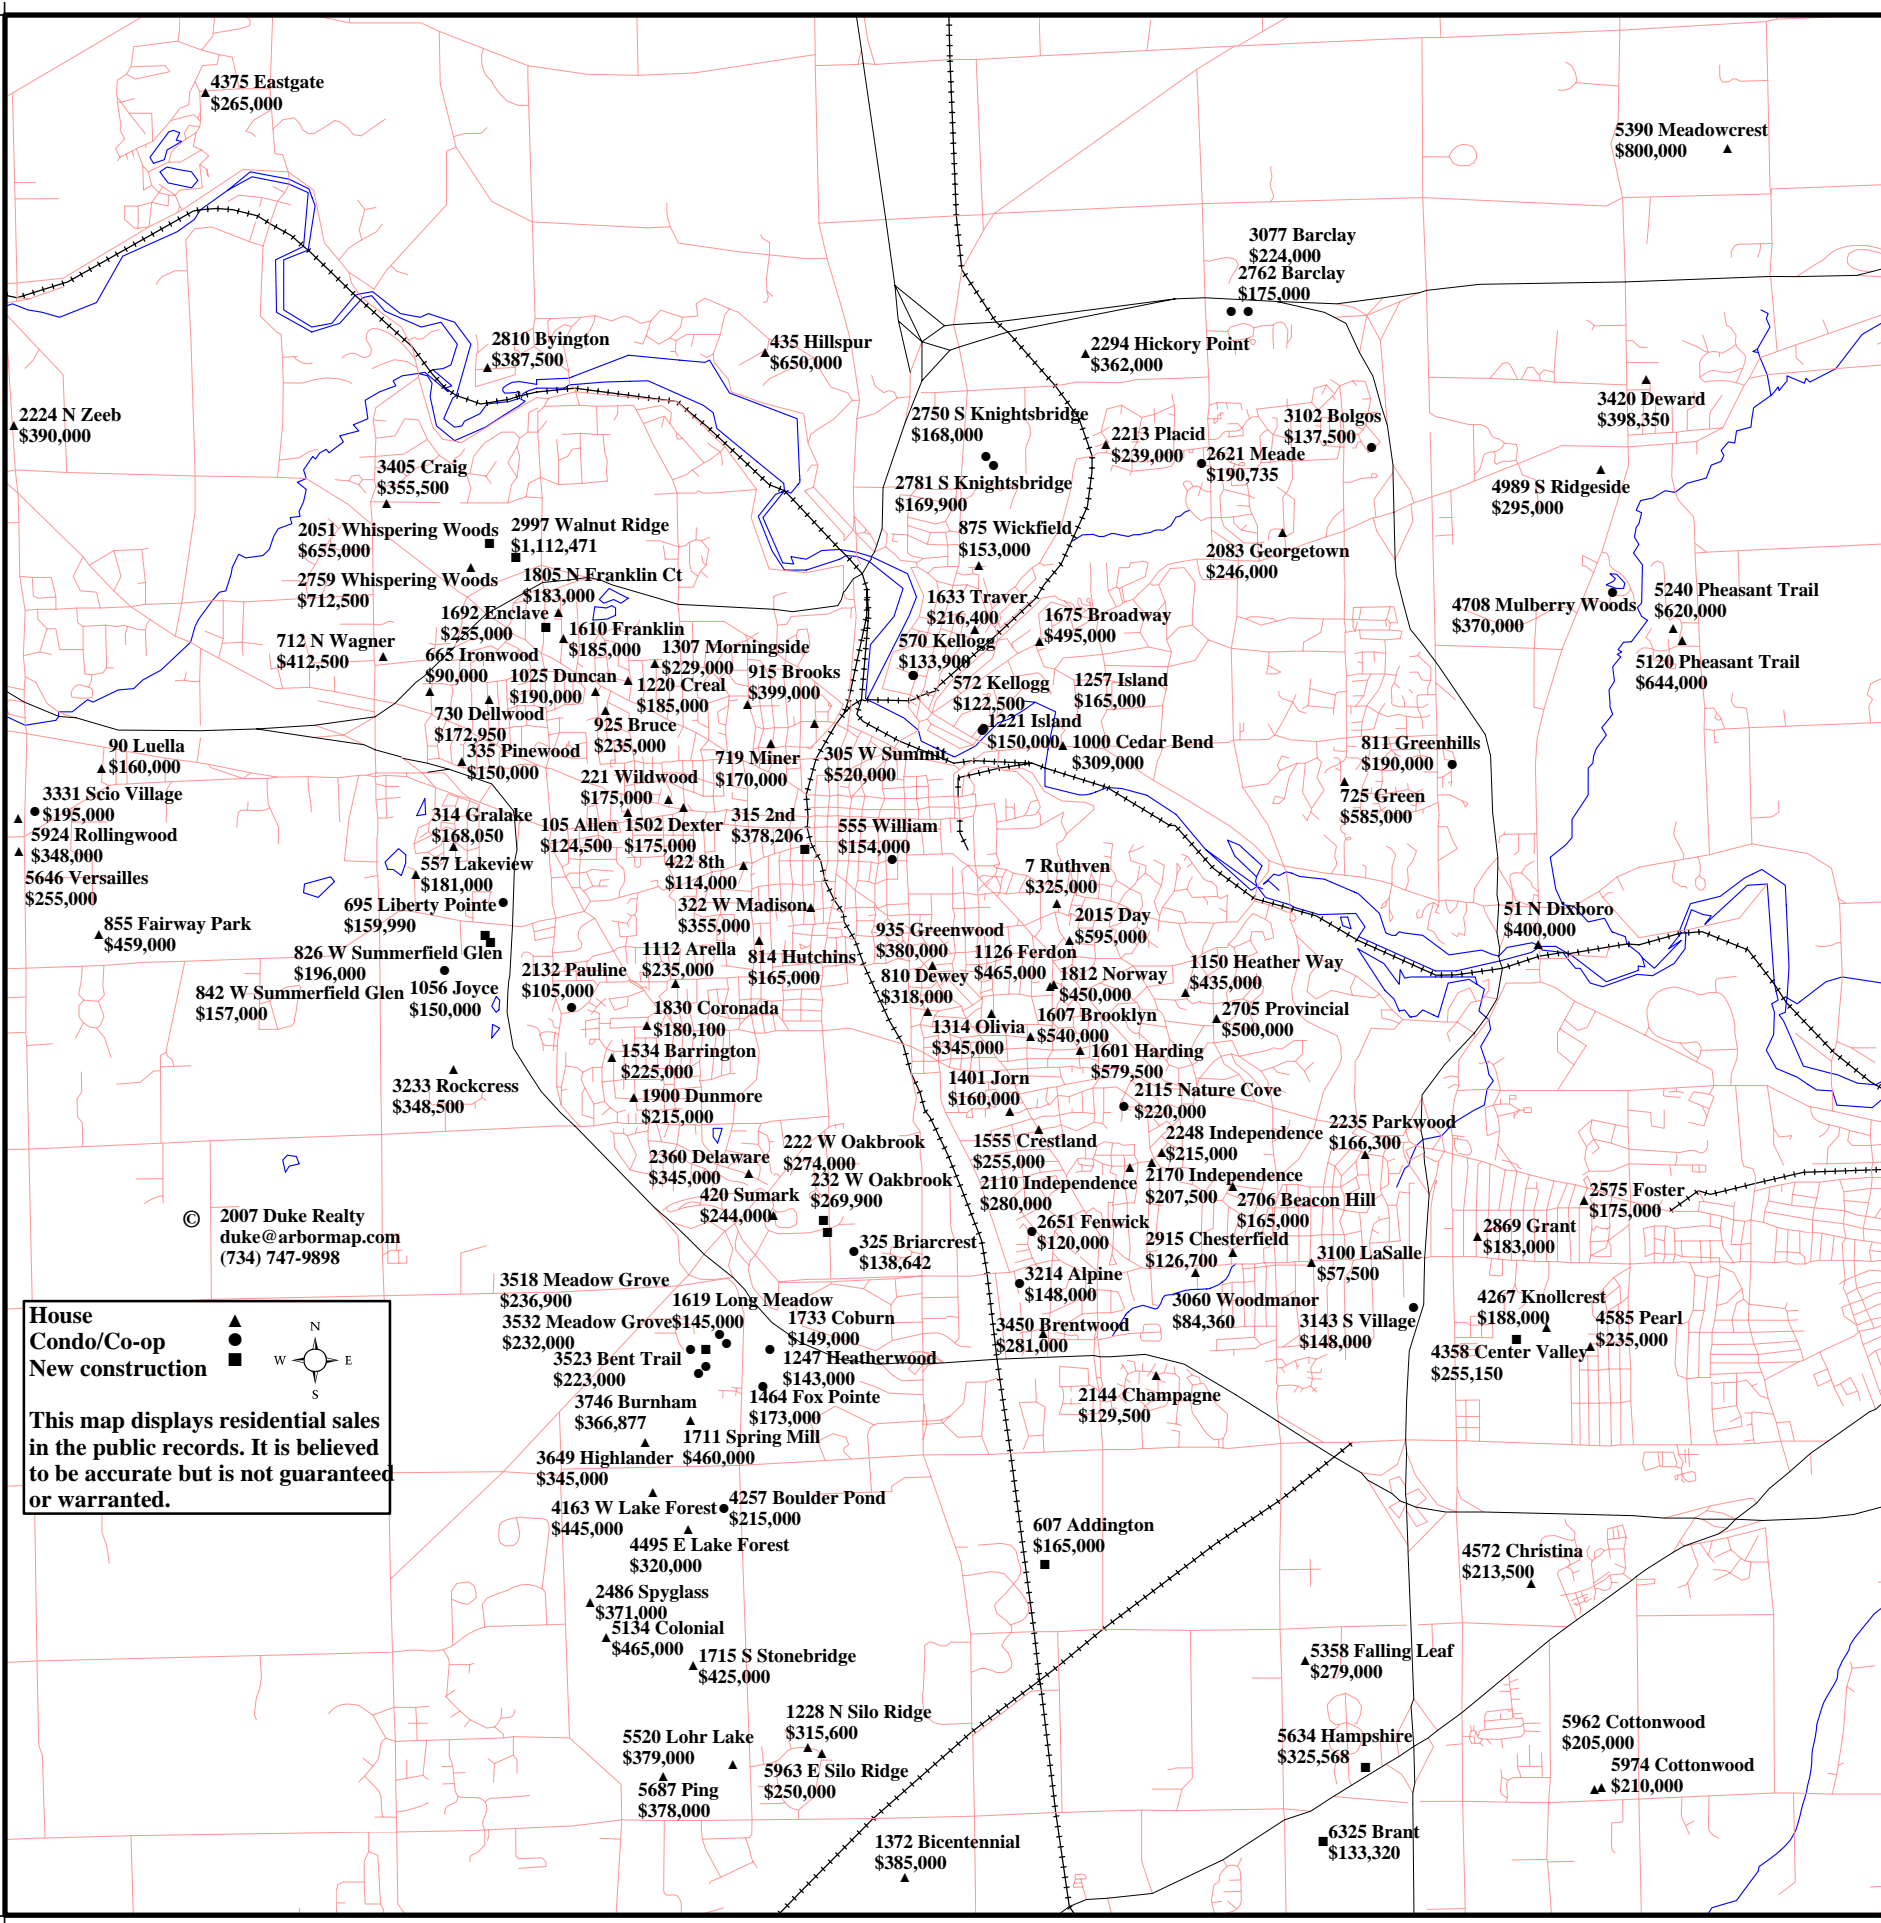 4375 Eastgate
$265,000
5390 Meadowcrest
$800,000
3077 Barclay
$224,000
2762 Barclay
$175,000
2810 Byington
$387,500
435 Hillspur
$650,000
2294 Hickory Point
$362,000
2224 N Zeeb
$390,000
2750 S Knightsbridge
$168,000
2213 Placid
$239,000
3102 Bolgos
$137,500
3420 Deward
$398,350
2621 Meade
$190,735
3405 Craig
$355,500
2781 S Knightsbridge
$169,900
4989 S Ridgeside
$295,000
2051 Whispering Woods
$655,000
2997 Walnut Ridge
$1,112,471
875 Wickfield
$153,000
2083 Georgetown
$246,000
2759 Whispering Woods
$712,500
1805 N Franklin Ct
$183,000
1692 Enclave
$255,000
1633 Traver
$216,400
1675 Broadway
$495,000
4708 Mulberry Woods
$370,000
5240 Pheasant Trail
$620,000
1610 Franklin
$185,000
712 N Wagner
$412,500
665 Ironwood
$90,000
1307 Morningside
$229,000
570 Kellogg
$133,900
5120 Pheasant Trail
$644,000
1025 Duncan
$190,000
1220 Creal
$185,000
915 Brooks
$399,000
572 Kellogg
$122,500
1257 Island
$165,000
730 Dellwood
$172,950
925 Bruce
$235,000
1221 Island
$150,000
1000 Cedar Bend
$309,000
90 Luella
$160,000
335 Pinewood
$150,000
719 Miner
$170,000
305 W Summit
$520,000
811 Greenhills
$190,000
221 Wildwood
$175,000
3331 Scio Village
$195,000
725 Green
$585,000
5924 Rollingwood
$348,000
314 Gralake
$168,050
105 Allen
$124,500
1502 Dexter
$175,000
315 2nd
$378,206
555 William
$154,000
5646 Versailles
$255,000
557 Lakeview
$181,000
422 8th
$114,000
7 Ruthven
$325,000
695 Liberty Pointe
$159,990
322 W Madison
$355,000
855 Fairway Park
$459,000
2015 Day
$595,000
51 N Dixboro
$400,000
826 W Summerfield Glen
$196,000
1112 Arella
$235,000
814 Hutchins
$165,000
935 Greenwood
$380,000
1126 Ferdon
$465,000
842 W Summerfield Glen
$157,000
1056 Joyce
$150,000
2132 Pauline
$105,000
810 Dewey
$318,000
1812 Norway
$450,000
1150 Heather Way
$435,000
1830 Coronada
$180,100
1314 Olivia
$345,000
1607 Brooklyn
$540,000
2705 Provincial
$500,000
1534 Barrington
$225,000
1601 Harding
$579,500
3233 Rockcress
$348,500
1900 Dunmore
$215,000
1401 Jorn
$160,000
2115 Nature Cove
$220,000
222 W Oakbrook
$274,000
1555 Crestland
$255,000
2248 Independence
$215,000
2235 Parkwood
$166,300
2360 Delaware
$345,000
232 W Oakbrook
$269,900
2110 Independence
$280,000
2170 Independence
$207,500
420 Sumark
$244,000
2706 Beacon Hill
$165,000
2575 Foster
$175,000
© 2007 Duke Realty
duke@arbormap.com
(734) 747-9898
325 Briarcrest
$138,642
2651 Fenwick
$120,000
2915 Chesterfield
$126,700
3100 LaSalle
$57,500
2869 Grant
$183,000
3518 Meadow Grove
$236,900
3214 Alpine
$148,000
1619 Long Meadow
$145,000
3532 Meadow Grove
$232,000
1733 Coburn
$149,000
3450 Brentwood
$281,000
3060 Woodmanor
$84,360
3143 S Village
$148,000
4267 Knollcrest
$188,000
4585 Pearl
$235,000
3523 Bent Trail
$223,000
1247 Heatherwood
$143,000
4358 Center Valley
$255,150
3746 Burnham
$366,877
1464 Fox Pointe
$173,000
2144 Champagne
$129,500
1711 Spring Mill
$460,000
3649 Highlander
$345,000
House
Condo/Co-op
New construction
N
W
E
S
This map displays residential sales
in the public records. It is believed
to be accurate but is not guaranteed
or warranted.
4163 W Lake Forest
$445,000
4257 Boulder Pond
$215,000
4495 E Lake Forest
$320,000
607 Addington
$165,000
4572 Christina
$213,500
2486 Spyglass
$371,000
5134 Colonial
$465,000
1715 S Stonebridge
$425,000
5358 Falling Leaf
$279,000
1228 N Silo Ridge
$315,600
5520 Lohr Lake
$379,000
5634 Hampshire
$325,568
5962 Cottonwood
$205,000
5963 E Silo Ridge
$250,000
5974 Cottonwood
$210,000
5687 Ping
$378,000
1372 Bicentennial
$385,000
6325 Brant
$133,320